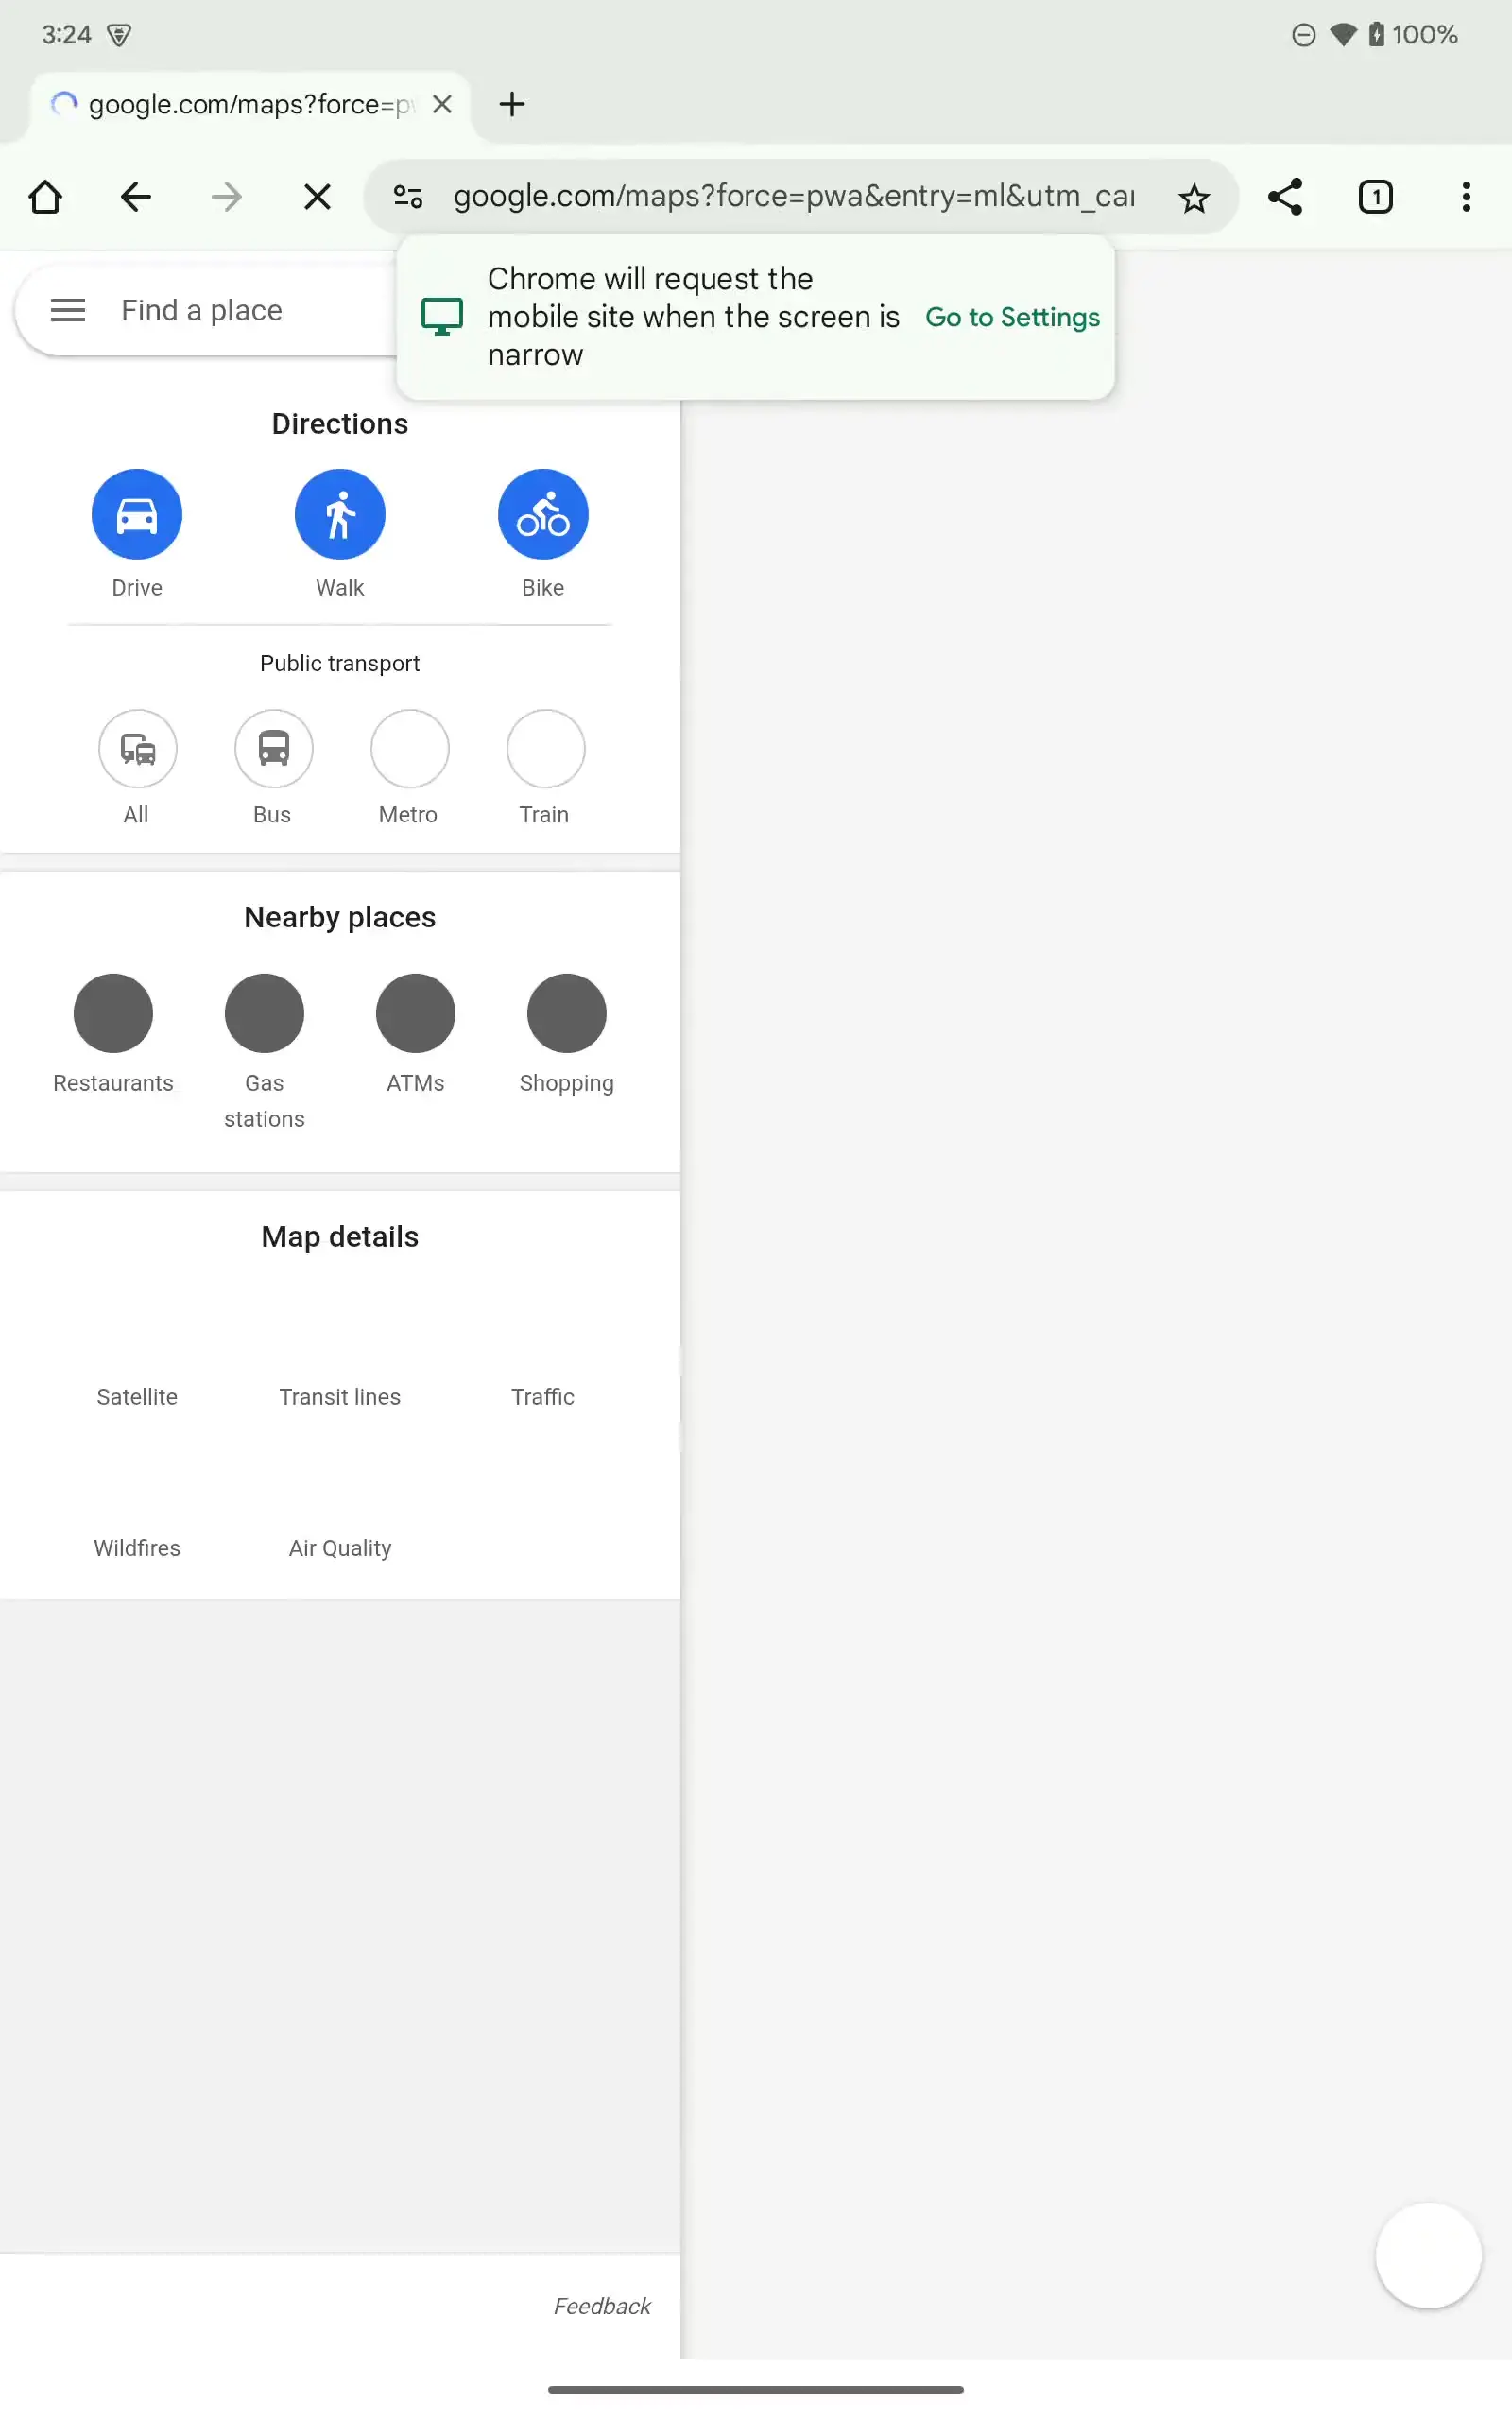 3:24
100%
google.com/maps?force=p
google.com/maps?force=pwa&entry=ml&utm_ca
1
Chrome will request the
mobile site when the screen is
narrow
Go to Settings
Find a place
Directions
Drive
Walk
Bike
Public transport
All
Bus
Metro
Train
Nearby places
Restaurants
Gas
stations
ATMs
Shopping
Map details
Satellite
Transit lines
Traffic
Wildfires
Air Quality
Feedback